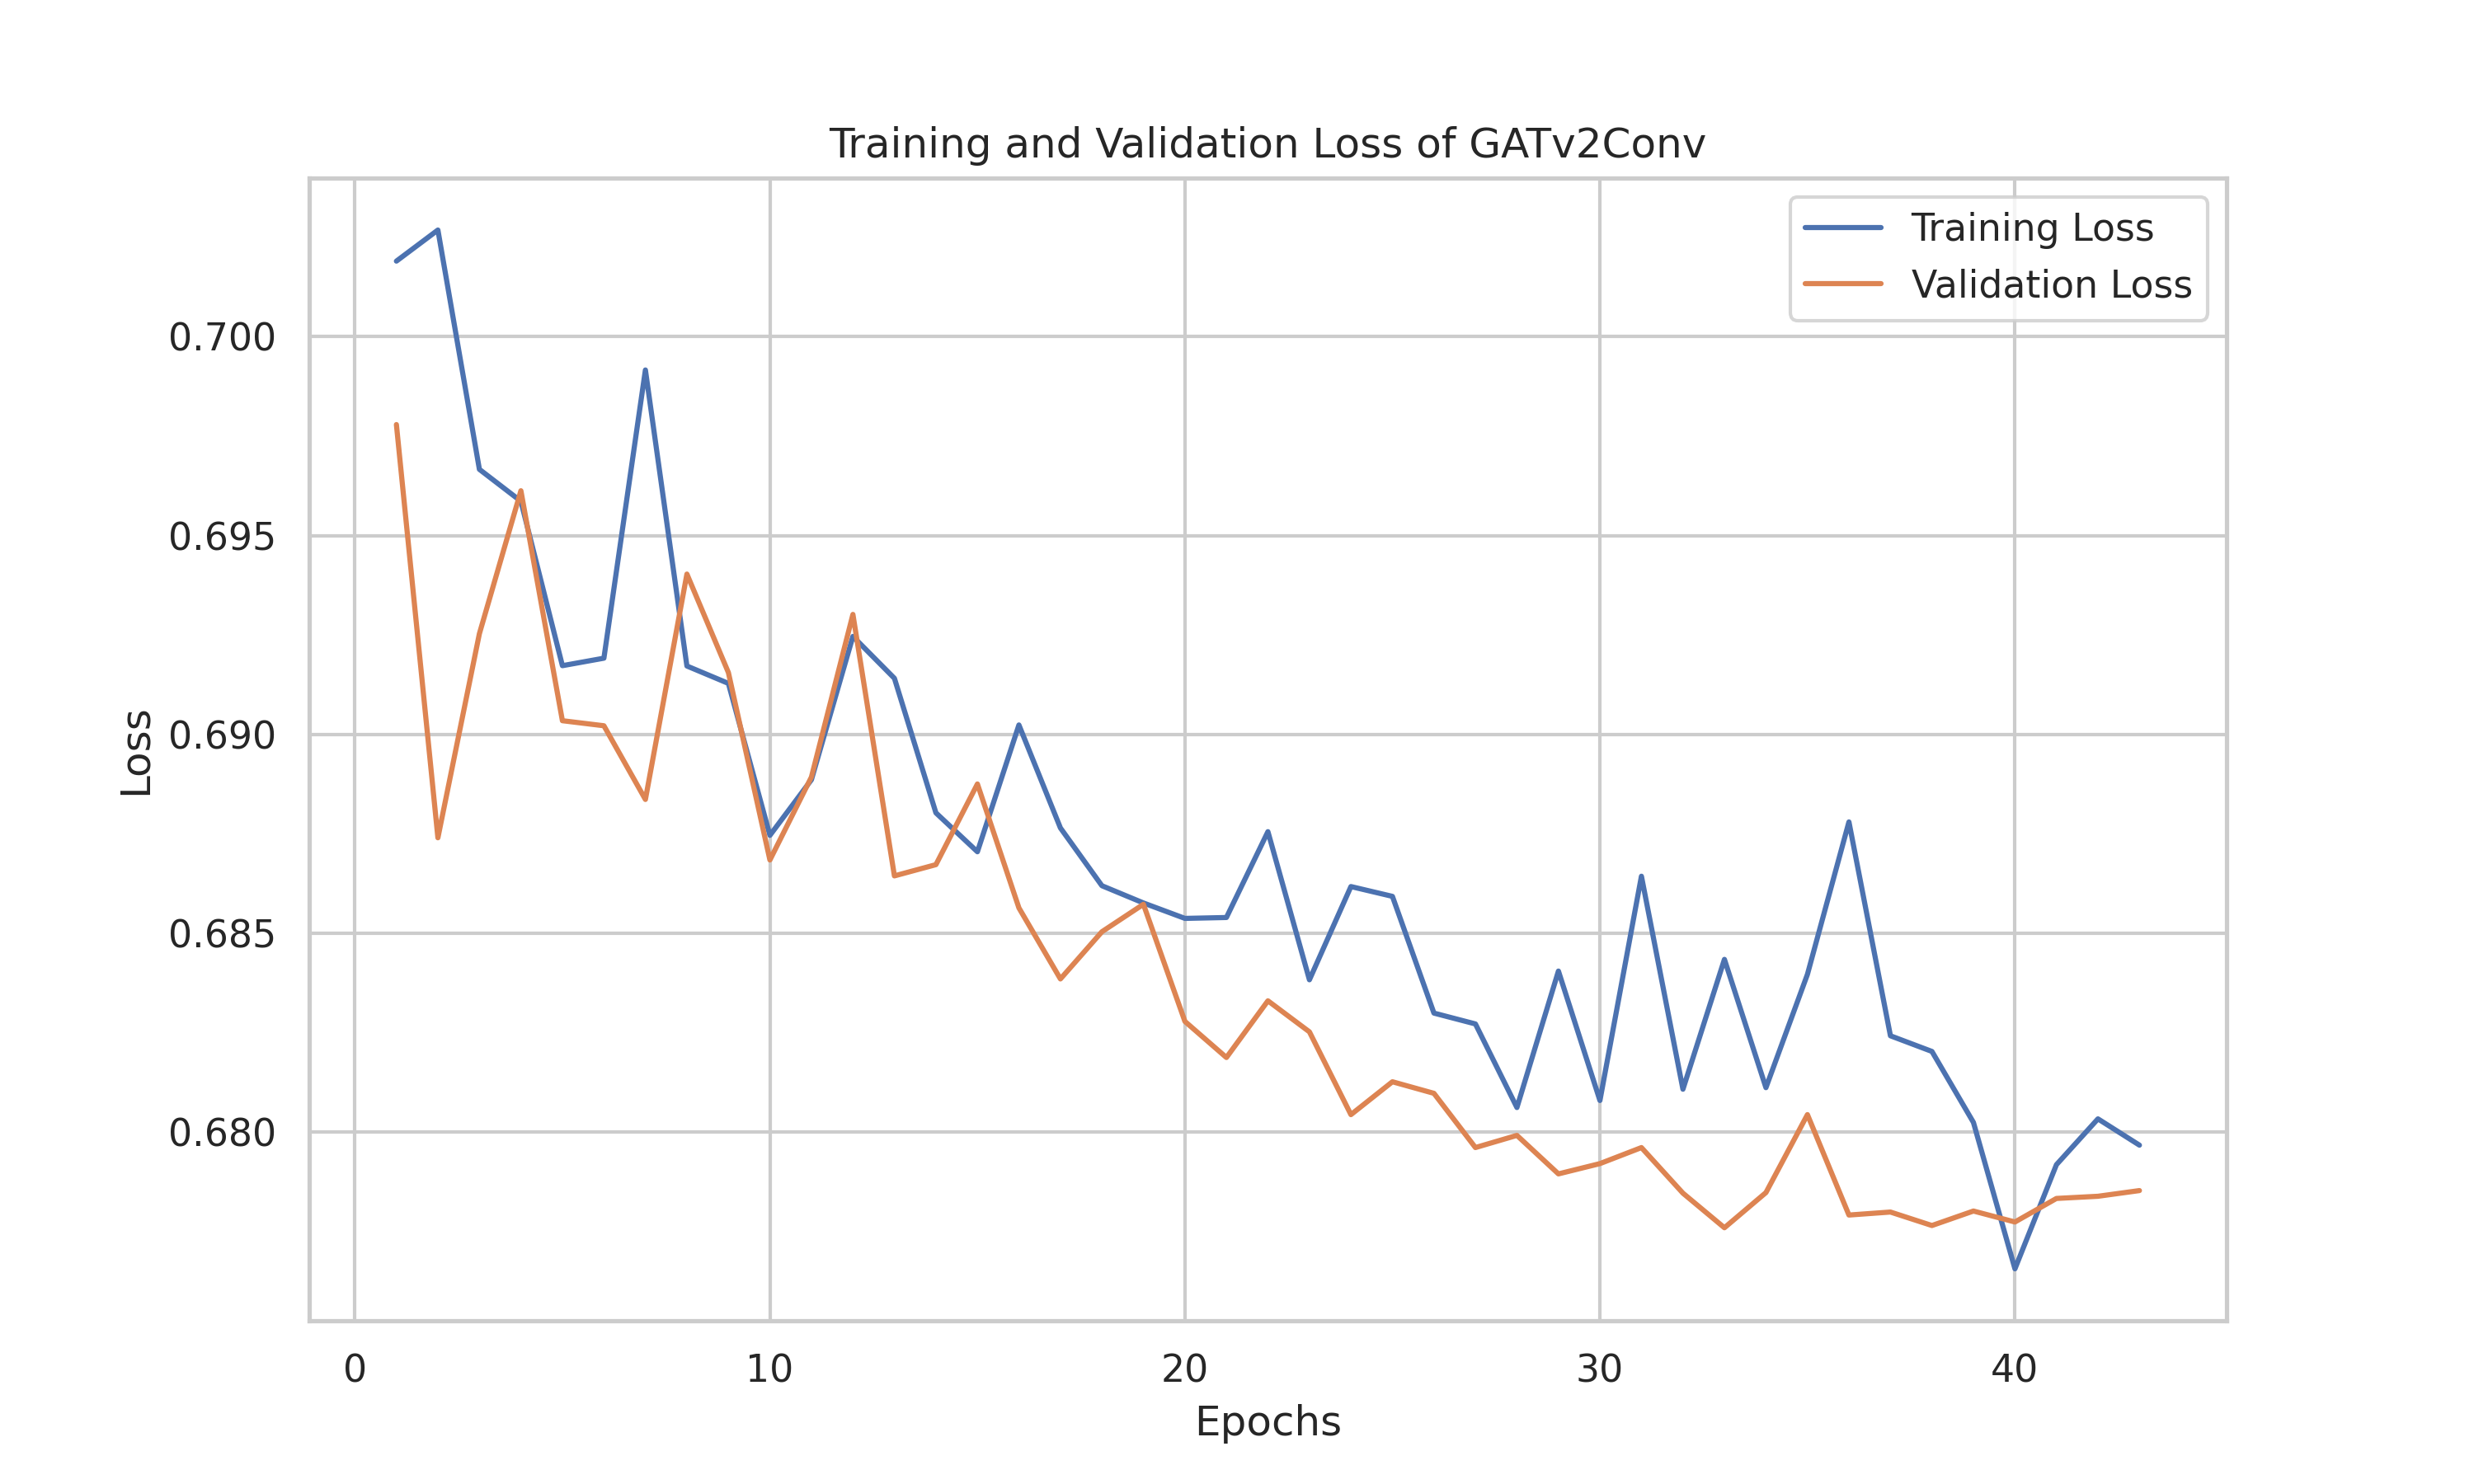 Training and Validation Loss of GATv2Conv
Training Loss
Validation Loss
0.700
0.695
0.690
0.685
0.680
Loss
0
10
20
30
40
Epochs